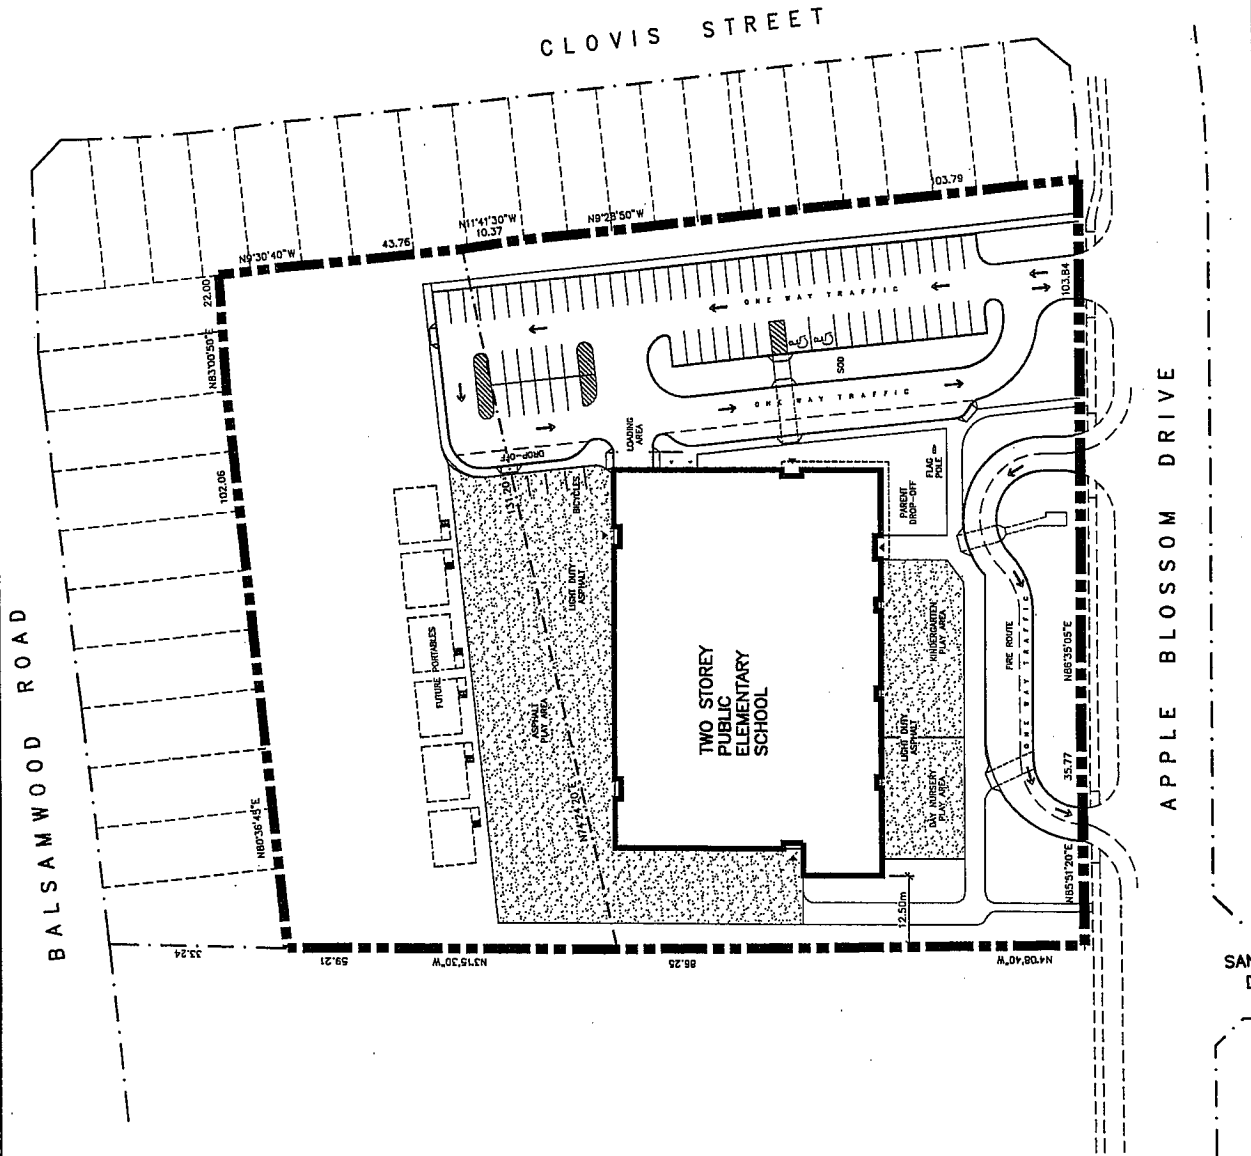 CLOVIS STREET
103.79
N9°28'50"W
N11°41'30"W
10.37
43.76
N9°30'40"W
22.00
N83°00'50"E
103.84
ONE WAY TRAFFIC
SOD
ONE WAY TRAFFIC
LOADING
AREA
DROP-OFF
FLAG
POLE
PARENT
DROP-OFF
102.06
131.20
BICYCLES
LIGHT DUTY
ASPHALT
FUTURE PORTABLES
ASPHALT
PLAY AREA
KINDERGARTEN
PLAY AREA
FIRE ROUTE
ONE WAY TRAFFIC
N86°35'05"E
TWO STOREY
PUBLIC
ELEMENTARY
SCHOOL
LIGHT DUTY
ASPHALT
DAY NURSERY
PLAY AREA
35.77
N74°24'20"E
N80°36'45"E
N85°51'20"E
12.50m
33.24
59.21
N3°15'30"W
86.25
N4°08'40"W
BALSAMWOOD ROAD
APPLE BLOSSOM DRIVE
SAN
D